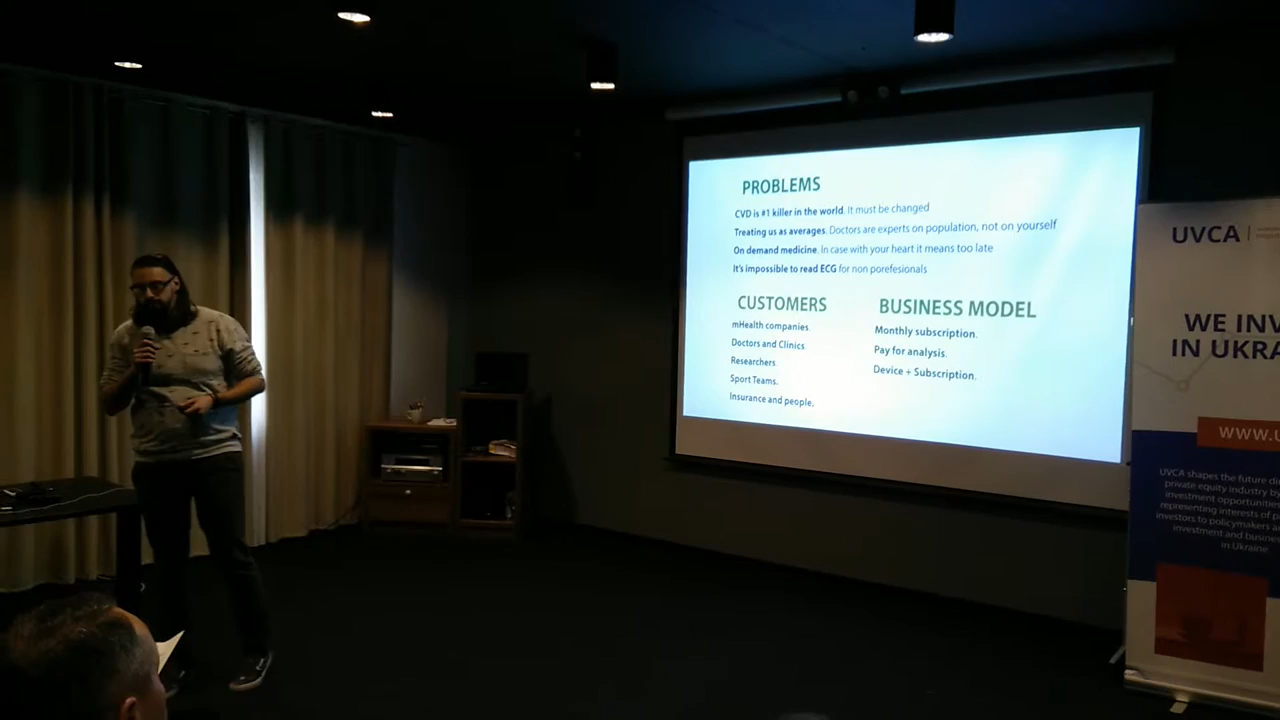 PROBLEMS
CVD is #1 killer in the world. It must be changed
Treating us as averages. Doctors are experts on population, not on yourself
On demand medicine. In case with your heart it means too late
It's impossible to read ECG for non porefesionals
CUSTOMERS
mHealth companies.
Doctors and Clinics.
Researchers.
Sport Teams.
Insurance and people.
BUSINESS MODEL
Monthly subscription.
Pay for analysis.
Device + Subscription.
UVCA
WE INV
IN UKRA
www.u
UVCA shapes the future
private equity industry by
investment opportunities
representing interests of
investors to policymakers
investment and busine
in Ukraine